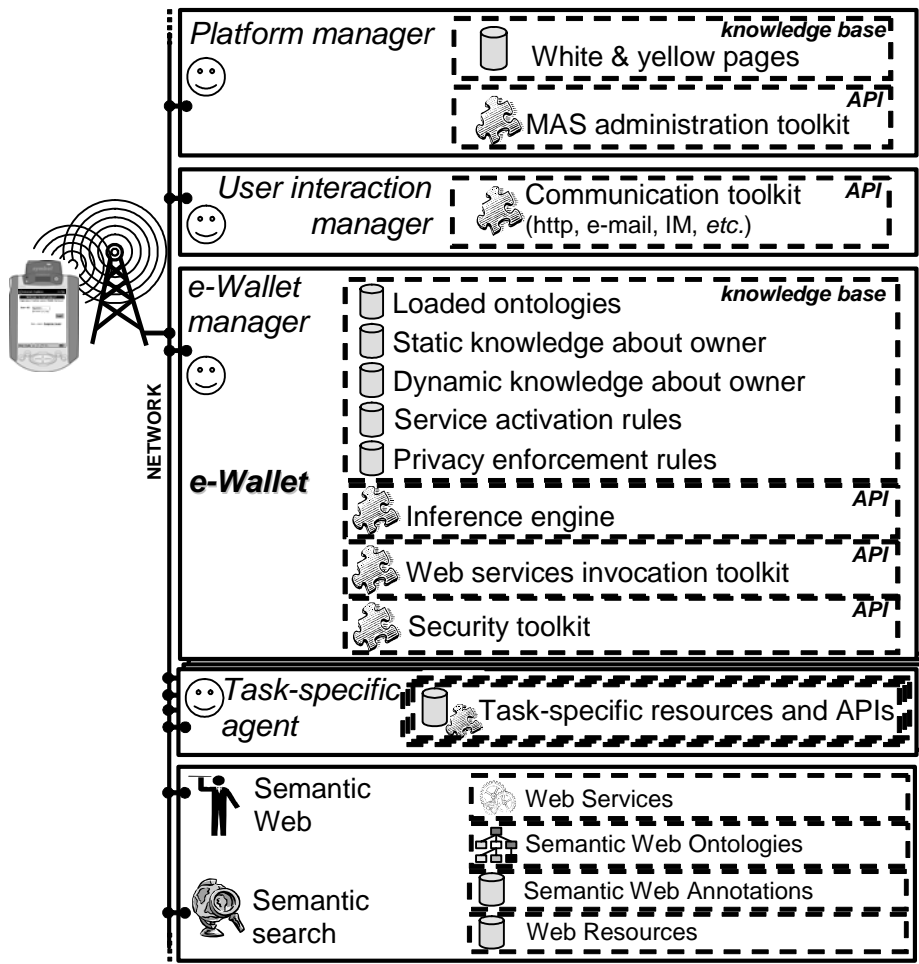 Platform manager
knowledge base
White & yellow pages
API
MAS administration toolkit
User interaction
manager
Communication toolkit
API
(http, e-mail, IM, etc.)
NETWORK
e-Wallet
manager
e-Wallet
knowledge base
Loaded ontologies
Static knowledge about owner
Dynamic knowledge about owner
Service activation rules
Privacy enforcement rules
API
Inference engine
API
Web services invocation toolkit
API
Security toolkit
Task-specific
agent
Task-specific resources and APIs
Semantic
Web
Web Services
Semantic Web Ontologies
Semantic
search
Semantic Web Annotations
Web Resources